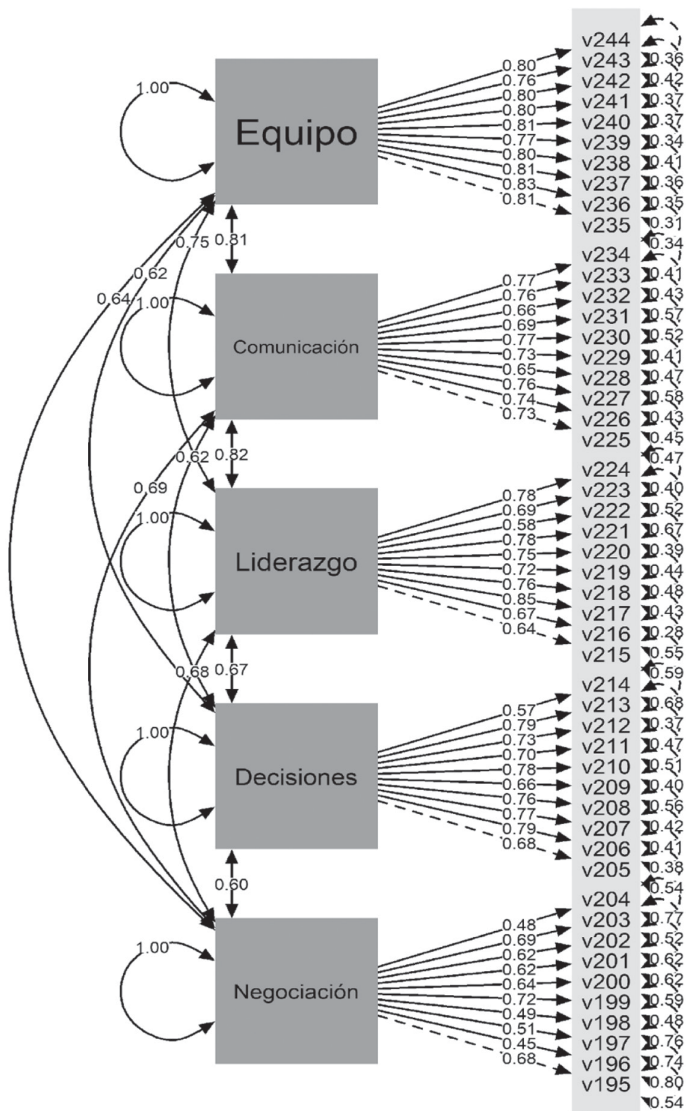 v244
v243
0.36
0.80
1.00
0.76
v242
0.42
0.80
v241
0.37
0.80
v240
0.37
Equipo
0.81
v239
0.34
0.77
v238
0.41
0.80
v237
0.36
0.81
v236
0.35
0.83
v235
0.31
0.81
0.75
0.81
0.34
v234
0.62
v233
0.41
0.77
0.64
1.00
0.76
v232
0.43
0.66
v231
0.57
0.69
v230
0.52
Comunicación
0.77
v229
0.41
0.73
v228
0.47
0.65
v227
0.58
0.76
v226
0.43
0.74
v225
0.45
0.73
0.62
0.82
0.47
v224
0.69
v223
0.40
0.78
1.00
0.69
v222
0.52
0.58
v221
0.67
0.78
v220
0.39
Liderazgo
0.75
v219
0.44
0.72
v218
0.48
0.76
v217
0.43
0.85
v216
0.28
0.67
v215
0.55
0.64
0.68
0.67
0.59
v214
v213
0.68
0.57
1.00
0.79
v212
0.37
0.73
v211
0.47
0.70
v210
0.51
Decisiones
0.78
v209
0.40
0.66
v208
0.56
0.76
v207
0.42
0.77
v206
0.41
0.79
v205
0.38
0.68
0.60
0.54
v204
v203
0.77
0.48
1.00
0.69
v202
0.52
0.62
v201
0.62
0.62
v200
0.62
Negociación
0.64
v199
0.59
0.72
v198
0.48
0.49
v197
0.76
0.51
v196
0.74
0.45
v195
0.80
0.68
0.54